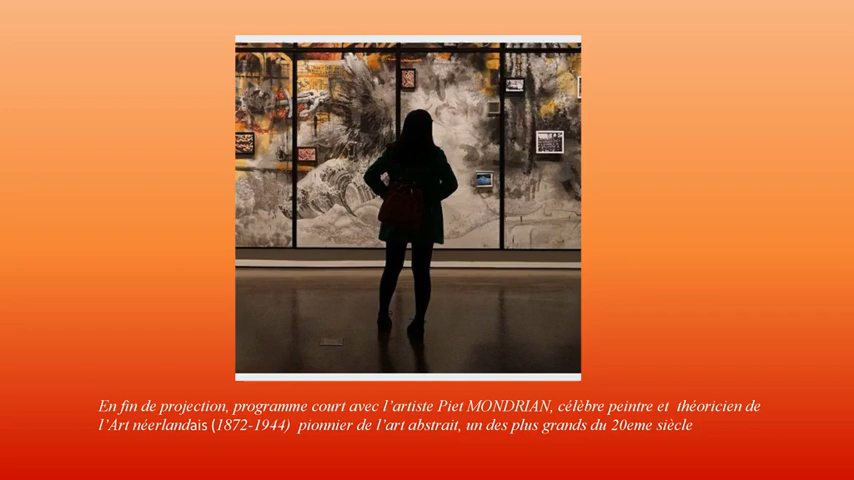 En fin de projection, programme court avec l’artiste Piet MONDRIAN, célèbre peintre et  théoricien de
l’Art néerlandais (1872-1944)  pionnier de l’art abstrait, un des plus grands du 20eme siècle